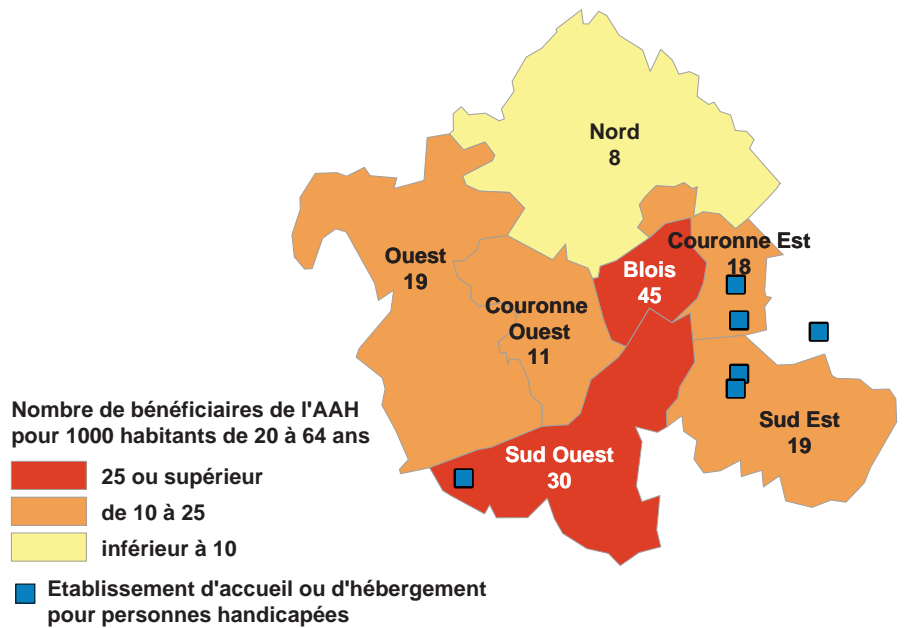 Nord
8
Couronne Est
18
Ouest
19
Blois
45
Couronne
Ouest
11
Sud Est
19
Sud Ouest
30
Nombre de bénéficiaires de l'AAH
pour 1000 habitants de 20 à 64 ans
25 ou supérieur
de 10 à 25
inférieur à 10
Etablissement d'accueil ou d'hébergement
pour personnes handicapées